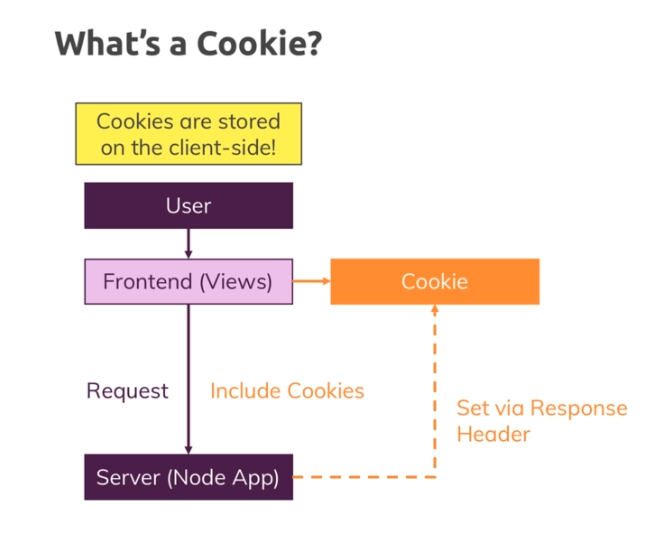 What's a Cookie?
Cookies are stored
on the client-side!
User
Frontend (Views)
Cookie
Request
Include Cookies
Set via Response
Header
Server (Node App)